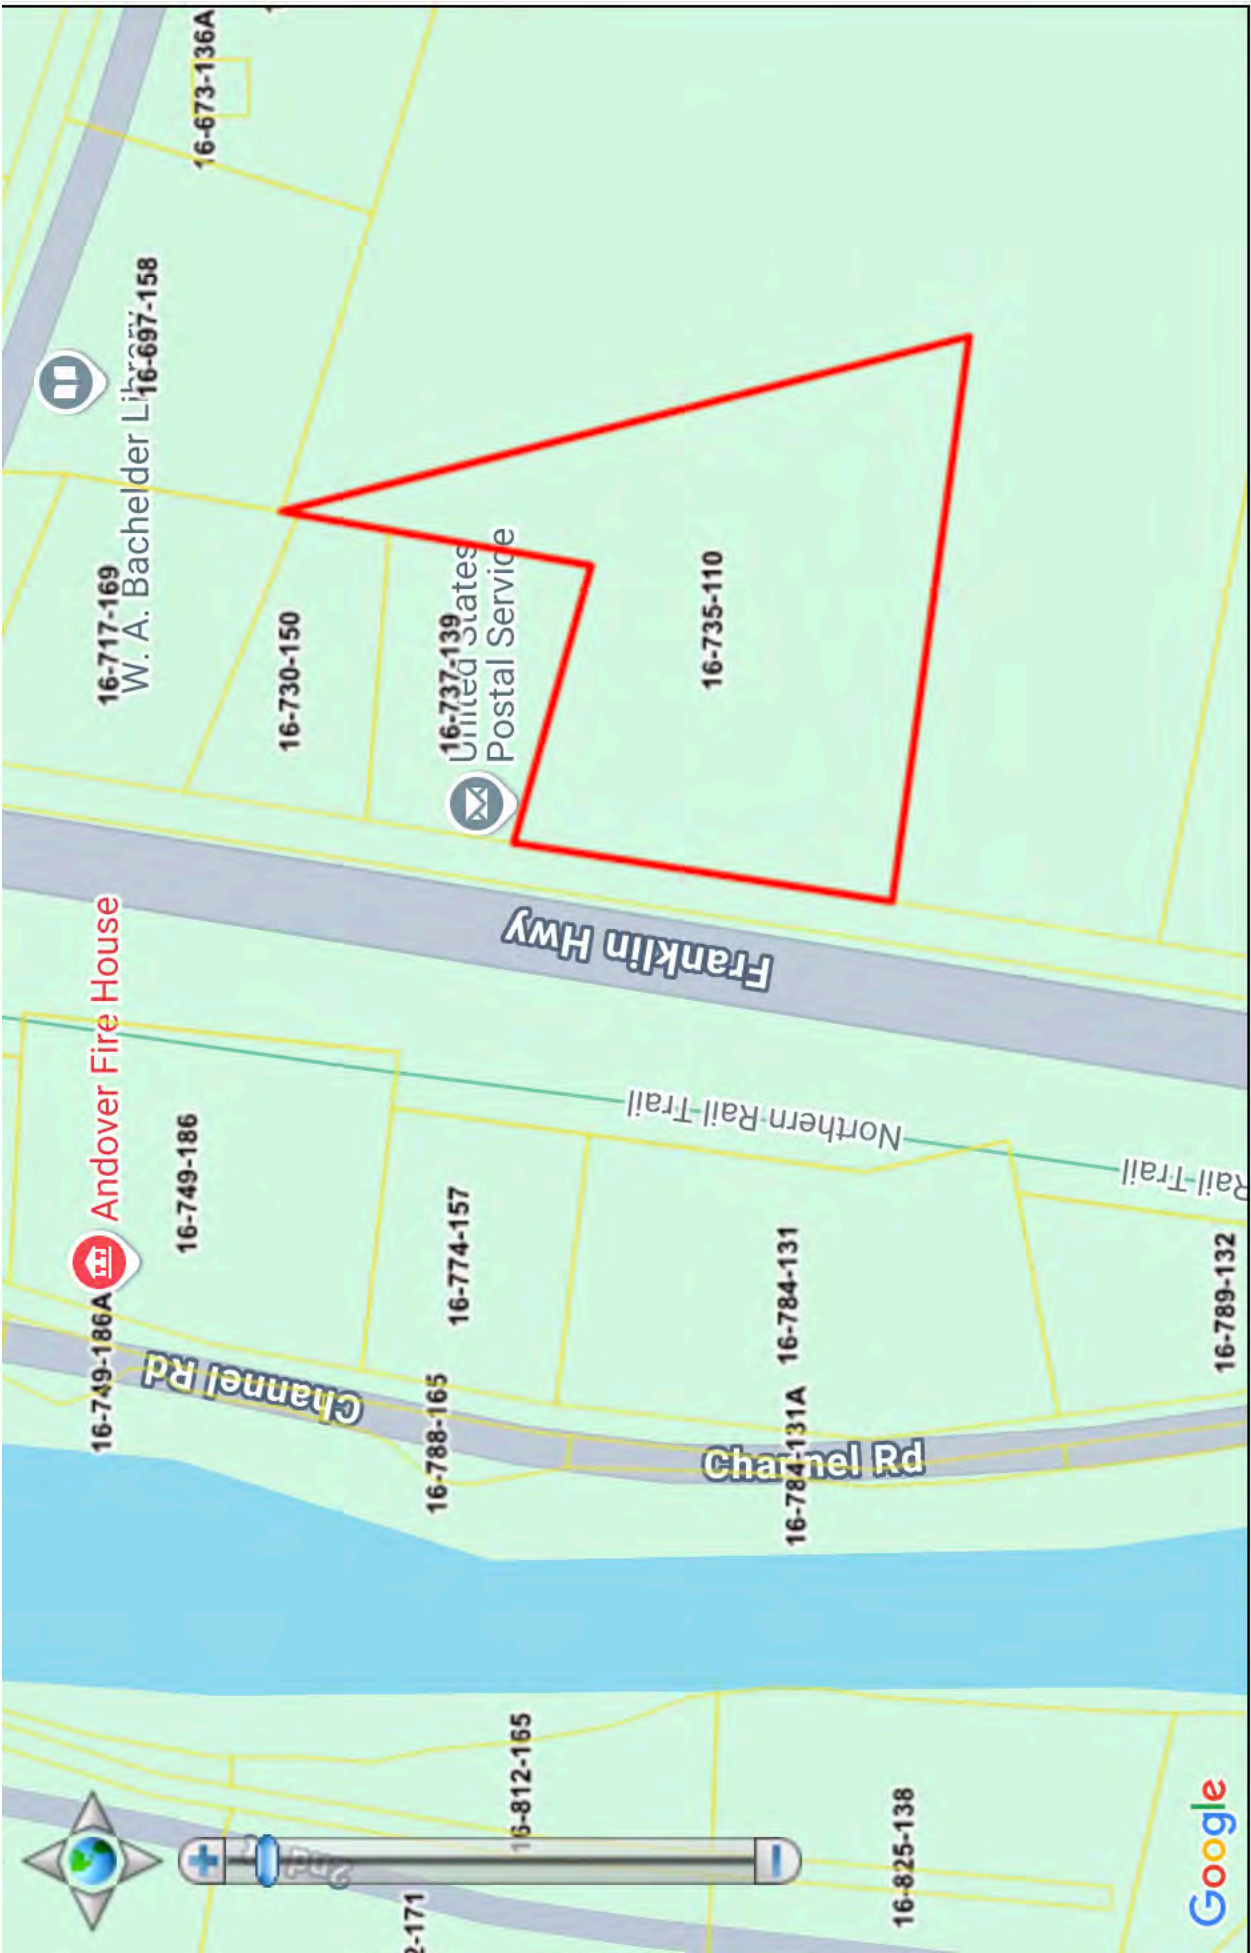 16-673-136A
16-697-158
W. A. Bachelder Library
16-717-169
16-730-150
16-737-139
United States
Postal Service
16-735-110
Franklin Hwy
Andover Fire House
16-749-186
16-749-186A
Northern Rail Trail
Rail Trail
16-774-157
16-784-131
16-789-132
Channel Rd
16-788-165
Channel Rd
16-784-131A
16-812-165
2nd
2-171
16-825-138
Google